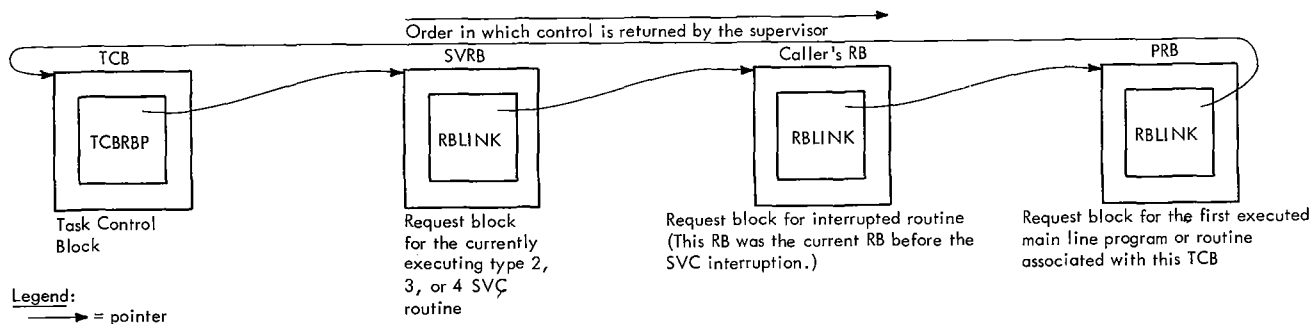 Order in which control is returned by the supervisor
TCB
SVRB
Caller's RB
PRB
TCBRBP
RBLINK
RBLINK
RBLINK
Task Control
Block
Request block
for the currently
executing type 2,
3, or 4 SVC
routine
Request block for interrupted routine
(This RB was the current RB before the
SVC interruption.)
Request block for the first executed
main line program or routine
associated with this TCB
Legend:
= pointer